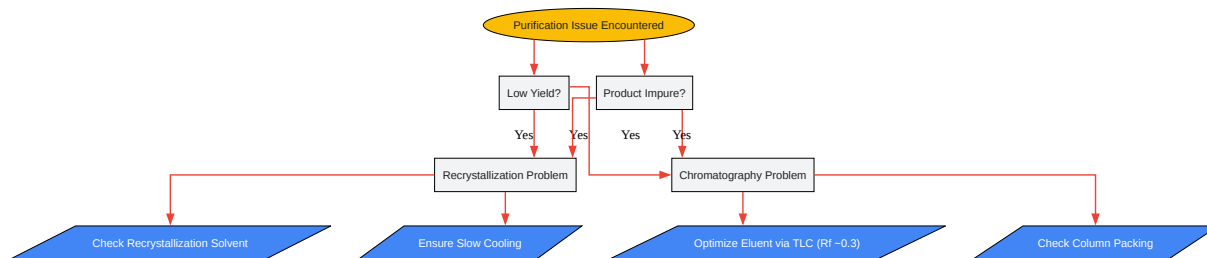 Purification Issue Encountered
Low Yield?
Product Impure?
Yes
Yes
Yes
Yes
Recrystallization Problem
Chromatography Problem
Check Recrystallization Solvent
Ensure Slow Cooling
Optimize Eluent via TLC (Rf ~0.3)
Check Column Packing